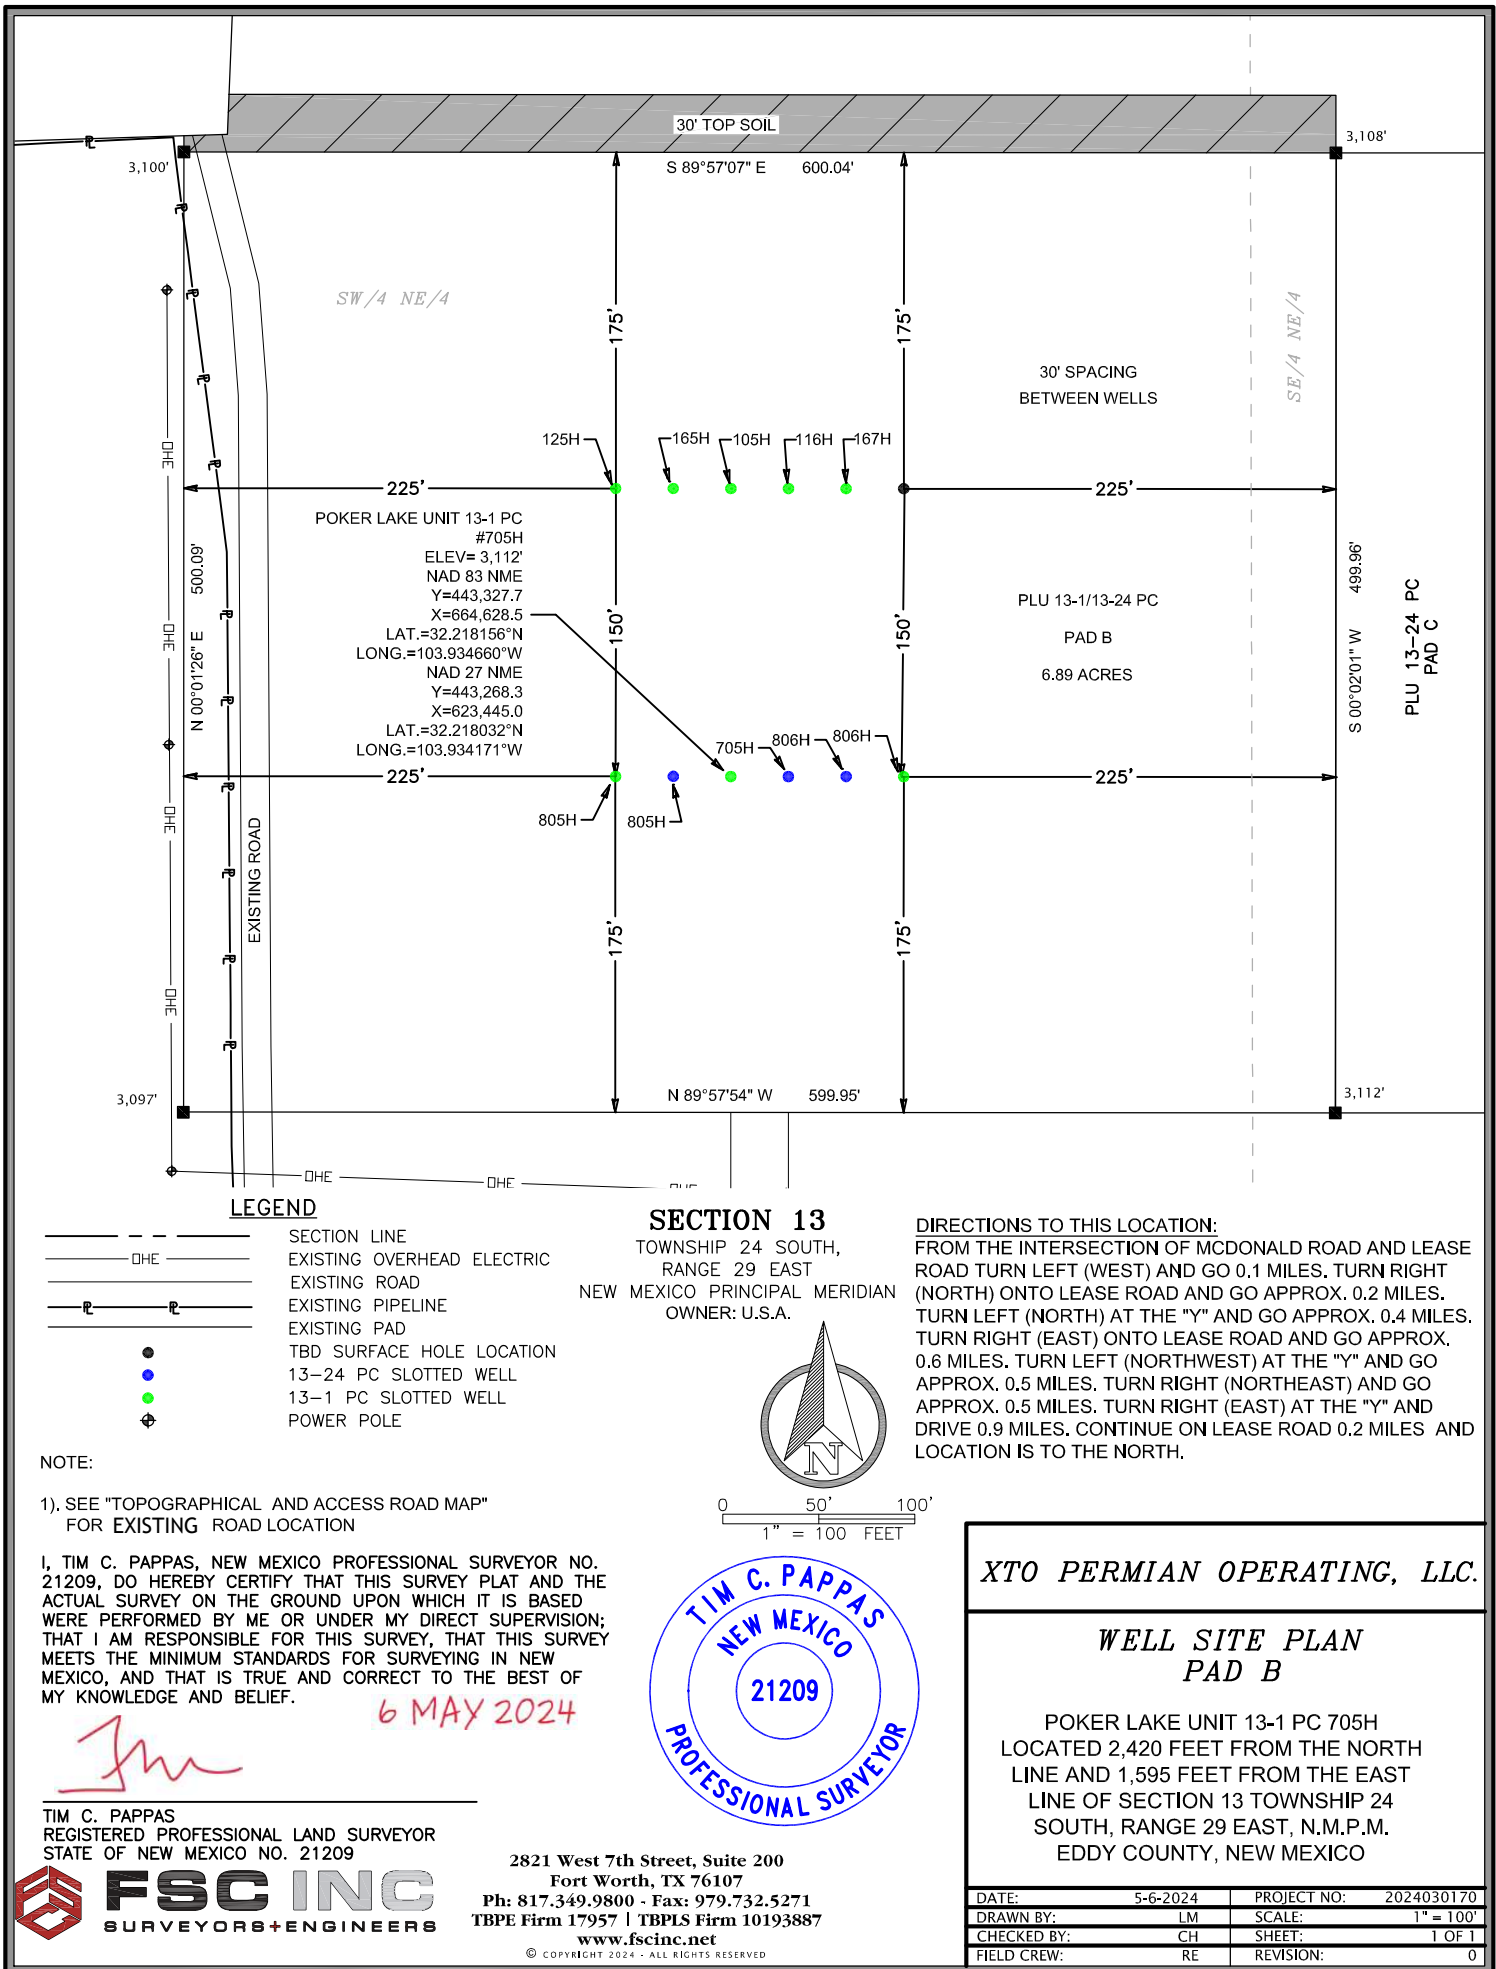 30' TOP SOIL
3,108'
3,100'
S 89°57'07" E 600.04'
SW/4 NE/4
SE/4 NE/4
175'
175'
30' SPACING
BETWEEN WELLS
125H
165H
105H
116H
167H
OHE
225'
225'
POKER LAKE UNIT 13-1 PC
#705H
ELEV= 3,112'
NAD 83 NME
Y=443,327.7
X=664,628.5
LAT.=32.218156°N
LONG.=103.934660°W
NAD 27 NME
Y=443,268.3
X=623,445.0
LAT.=32.218032°N
LONG.=103.934171°W
N 00°01'26" E 500.09'
150'
150'
PLU 13-1/13-24 PC
PAD B
6.89 ACRES
S 00°02'01" W 499.96'
PLU 13-24 PC
PAD C
OHE
705H
806H
806H
225'
225'
805H
805H
OHE
EXISTING ROAD
175'
175'
OHE
3,097'
N 89°57'54" W 599.95'
3,112'
OHE
OHE
LEGEND
SECTION LINE
OHE EXISTING OVERHEAD ELECTRIC
EXISTING ROAD
EXISTING PIPELINE
EXISTING PAD
TBD SURFACE HOLE LOCATION
13-24 PC SLOTTED WELL
13-1 PC SLOTTED WELL
POWER POLE
SECTION 13
TOWNSHIP 24 SOUTH,
RANGE 29 EAST
NEW MEXICO PRINCIPAL MERIDIAN
OWNER: U.S.A.
N
0 50' 100'
1" = 100 FEET
DIRECTIONS TO THIS LOCATION:
FROM THE INTERSECTION OF MCDONALD ROAD AND LEASE
ROAD TURN LEFT (WEST) AND GO 0.1 MILES. TURN RIGHT
(NORTH) ONTO LEASE ROAD AND GO APPROX. 0.2 MILES.
TURN LEFT (NORTH) AT THE "Y" AND GO APPROX. 0.4 MILES.
TURN RIGHT (EAST) ONTO LEASE ROAD AND GO APPROX.
0.6 MILES. TURN LEFT (NORTHWEST) AT THE "Y" AND GO
APPROX. 0.5 MILES. TURN RIGHT (NORTHEAST) AND GO
APPROX. 0.5 MILES. TURN RIGHT (EAST) AT THE "Y" AND
DRIVE 0.9 MILES. CONTINUE ON LEASE ROAD 0.2 MILES AND
LOCATION IS TO THE NORTH.
NOTE:
1). SEE "TOPOGRAPHICAL AND ACCESS ROAD MAP"
FOR EXISTING ROAD LOCATION
I, TIM C. PAPPAS, NEW MEXICO PROFESSIONAL SURVEYOR NO.
21209, DO HEREBY CERTIFY THAT THIS SURVEY PLAT AND THE
ACTUAL SURVEY ON THE GROUND UPON WHICH IT IS BASED
WERE PERFORMED BY ME OR UNDER MY DIRECT SUPERVISION;
THAT I AM RESPONSIBLE FOR THIS SURVEY, THAT THIS SURVEY
MEETS THE MINIMUM STANDARDS FOR SURVEYING IN NEW
MEXICO, AND THAT IS TRUE AND CORRECT TO THE BEST OF
MY KNOWLEDGE AND BELIEF.
6 MAY 2024
TIM C. PAPPAS
REGISTERED PROFESSIONAL LAND SURVEYOR
STATE OF NEW MEXICO NO. 21209
TIM C. PAPPAS
NEW MEXICO
21209
PROFESSIONAL SURVEYOR
FSC INC
SURVEYORS+ENGINEERS
2821 West 7th Street, Suite 200
Fort Worth, TX 76107
Ph: 817.349.9800 - Fax: 979.732.5271
TBPE Firm 17957 | TBPLS Firm 10193887
www.fscinc.net
© COPYRIGHT 2024 - ALL RIGHTS RESERVED
XTO PERMIAN OPERATING, LLC.
WELL SITE PLAN
PAD B
POKER LAKE UNIT 13-1 PC 705H
LOCATED 2,420 FEET FROM THE NORTH
LINE AND 1,595 FEET FROM THE EAST
LINE OF SECTION 13 TOWNSHIP 24
SOUTH, RANGE 29 EAST, N.M.P.M.
EDDY COUNTY, NEW MEXICO
DATE: 5-6-2024 PROJECT NO: 2024030170
DRAWN BY: LM SCALE: 1" = 100'
CHECKED BY: CH SHEET: 1 OF 1
FIELD CREW: RE REVISION: 0